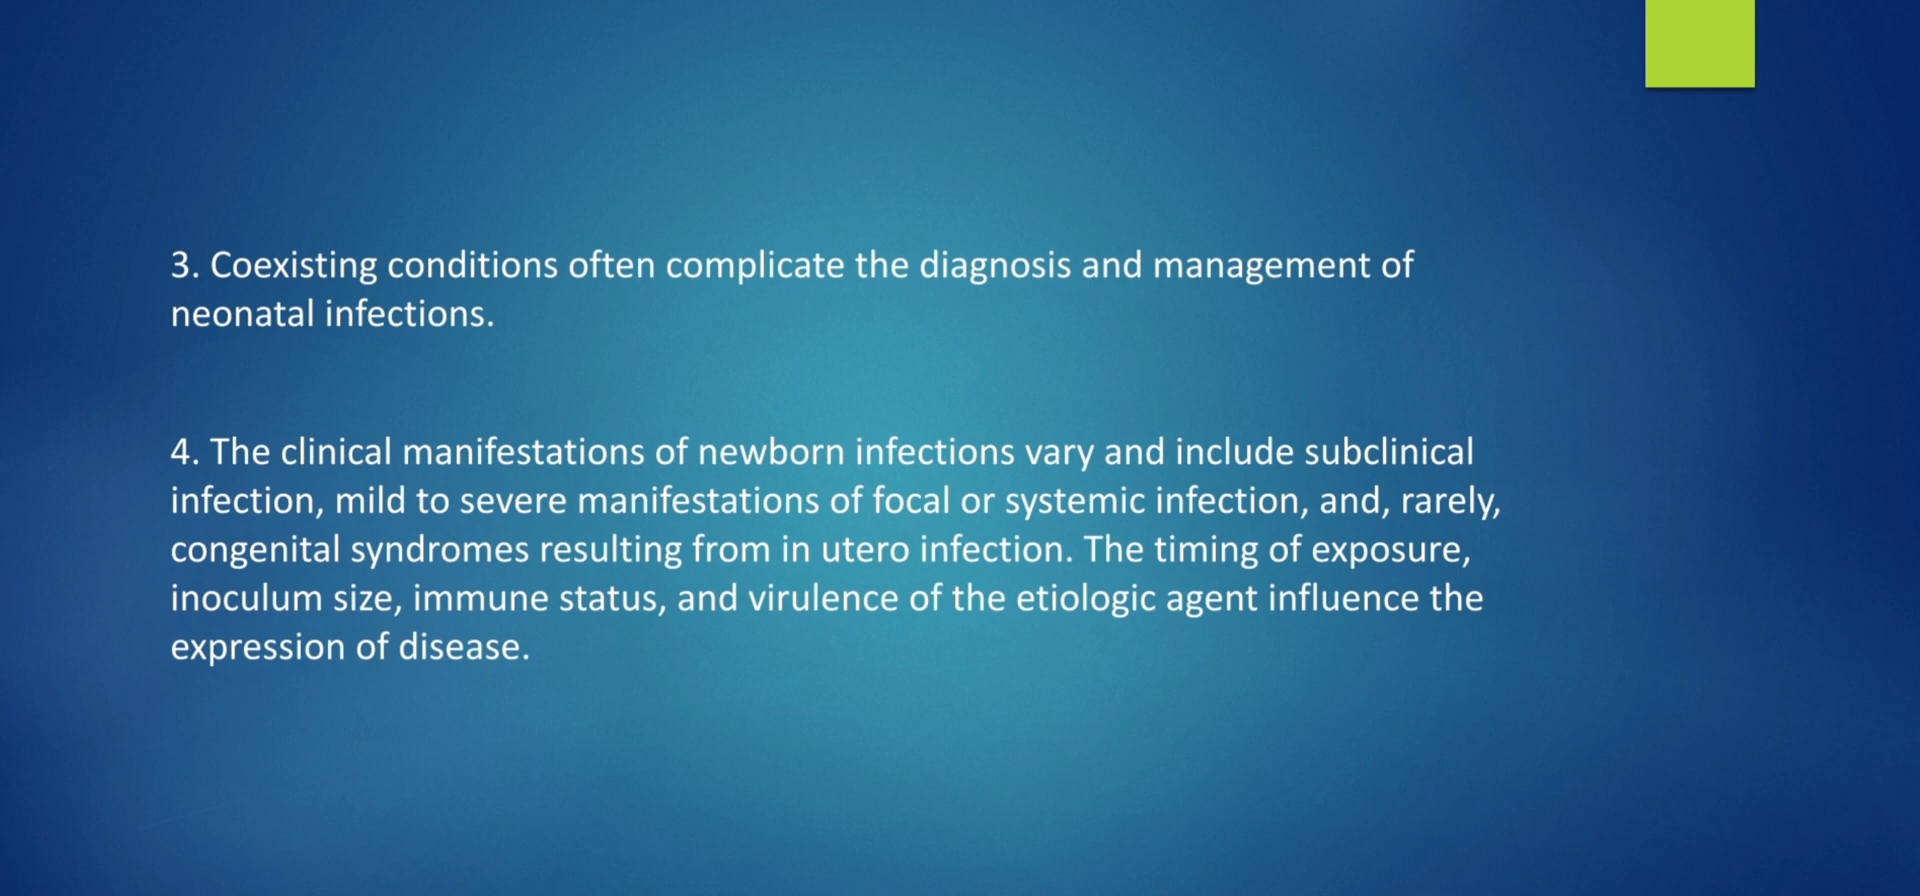 3. Coexisting conditions often complicate the diagnosis and management of
neonatal infections.
4. The clinical manifestations of newborn infections vary and include subclinical
infection, mild to severe manifestations of focal or systemic infection, and, rarely,
congenital syndromes resulting from in utero infection. The timing of exposure,
inoculum size, immune status, and virulence of the etiologic agent influence the
expression of disease.